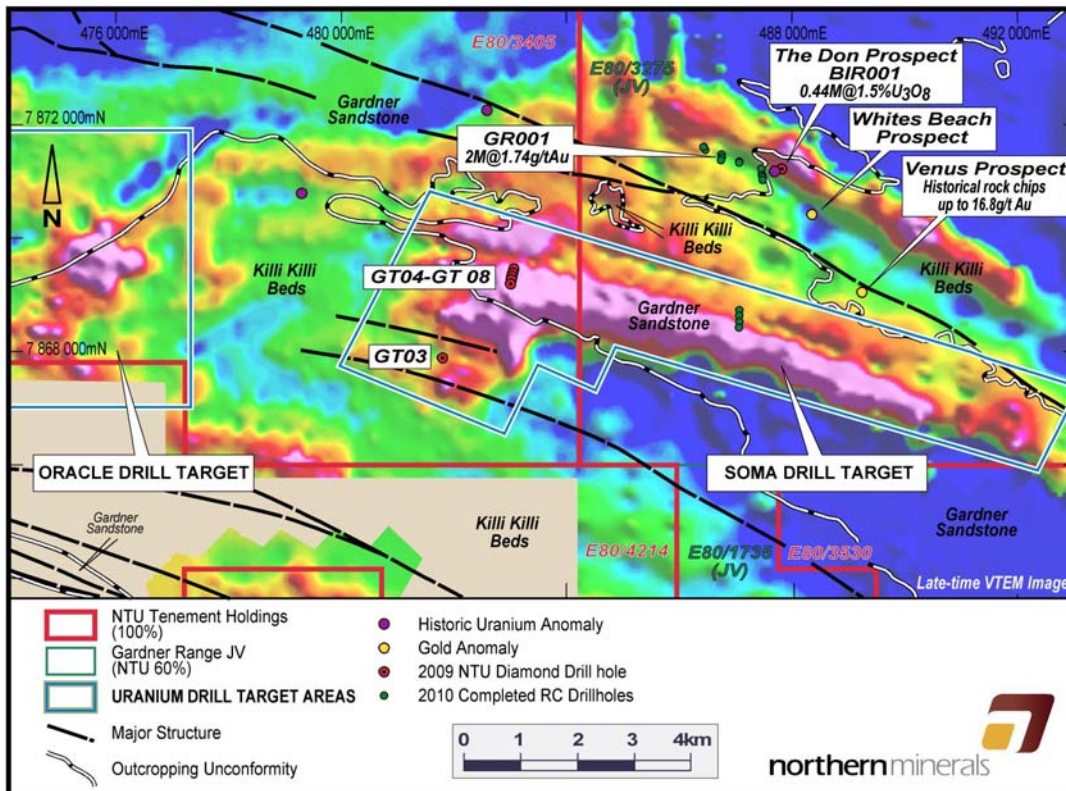 476 000mE
480 000mE
488 000mE
492 000mE
E80/3405
E80/3275
(JV)
The Don Prospect
BIR001
0.44M@1.5%U3O8
Whites Beach
Prospect
Venus Prospect
Historical rock chips
up to 16.8g/t Au
Gardner
Sandstone
GR001
2M@1.74g/tAu
7 872 000mN
N
Killi Killi
Beds
Killi Killi
Beds
Killi Killi
Beds
GT04-GT 08
Gardner
Sandstone
GT03
7 868 000mN
ORACLE DRILL TARGET
SOMA DRILL TARGET
Gardner
Sandstone
Killi Killi
Beds
Gardner
Sandstone
E80/4214
E80/1735
(JV)
E80/3530
Late-time VTEM Image
NTU Tenement Holdings
(100%)
Gardner Range JV
(NTU 60%)
URANIUM DRILL TARGET AREAS
Major Structure
Outcropping Unconformity
Historic Uranium Anomaly
Gold Anomaly
2009 NTU Diamond Drill hole
2010 Completed RC Drillholes
0 1 2 3 4km
northernminerals